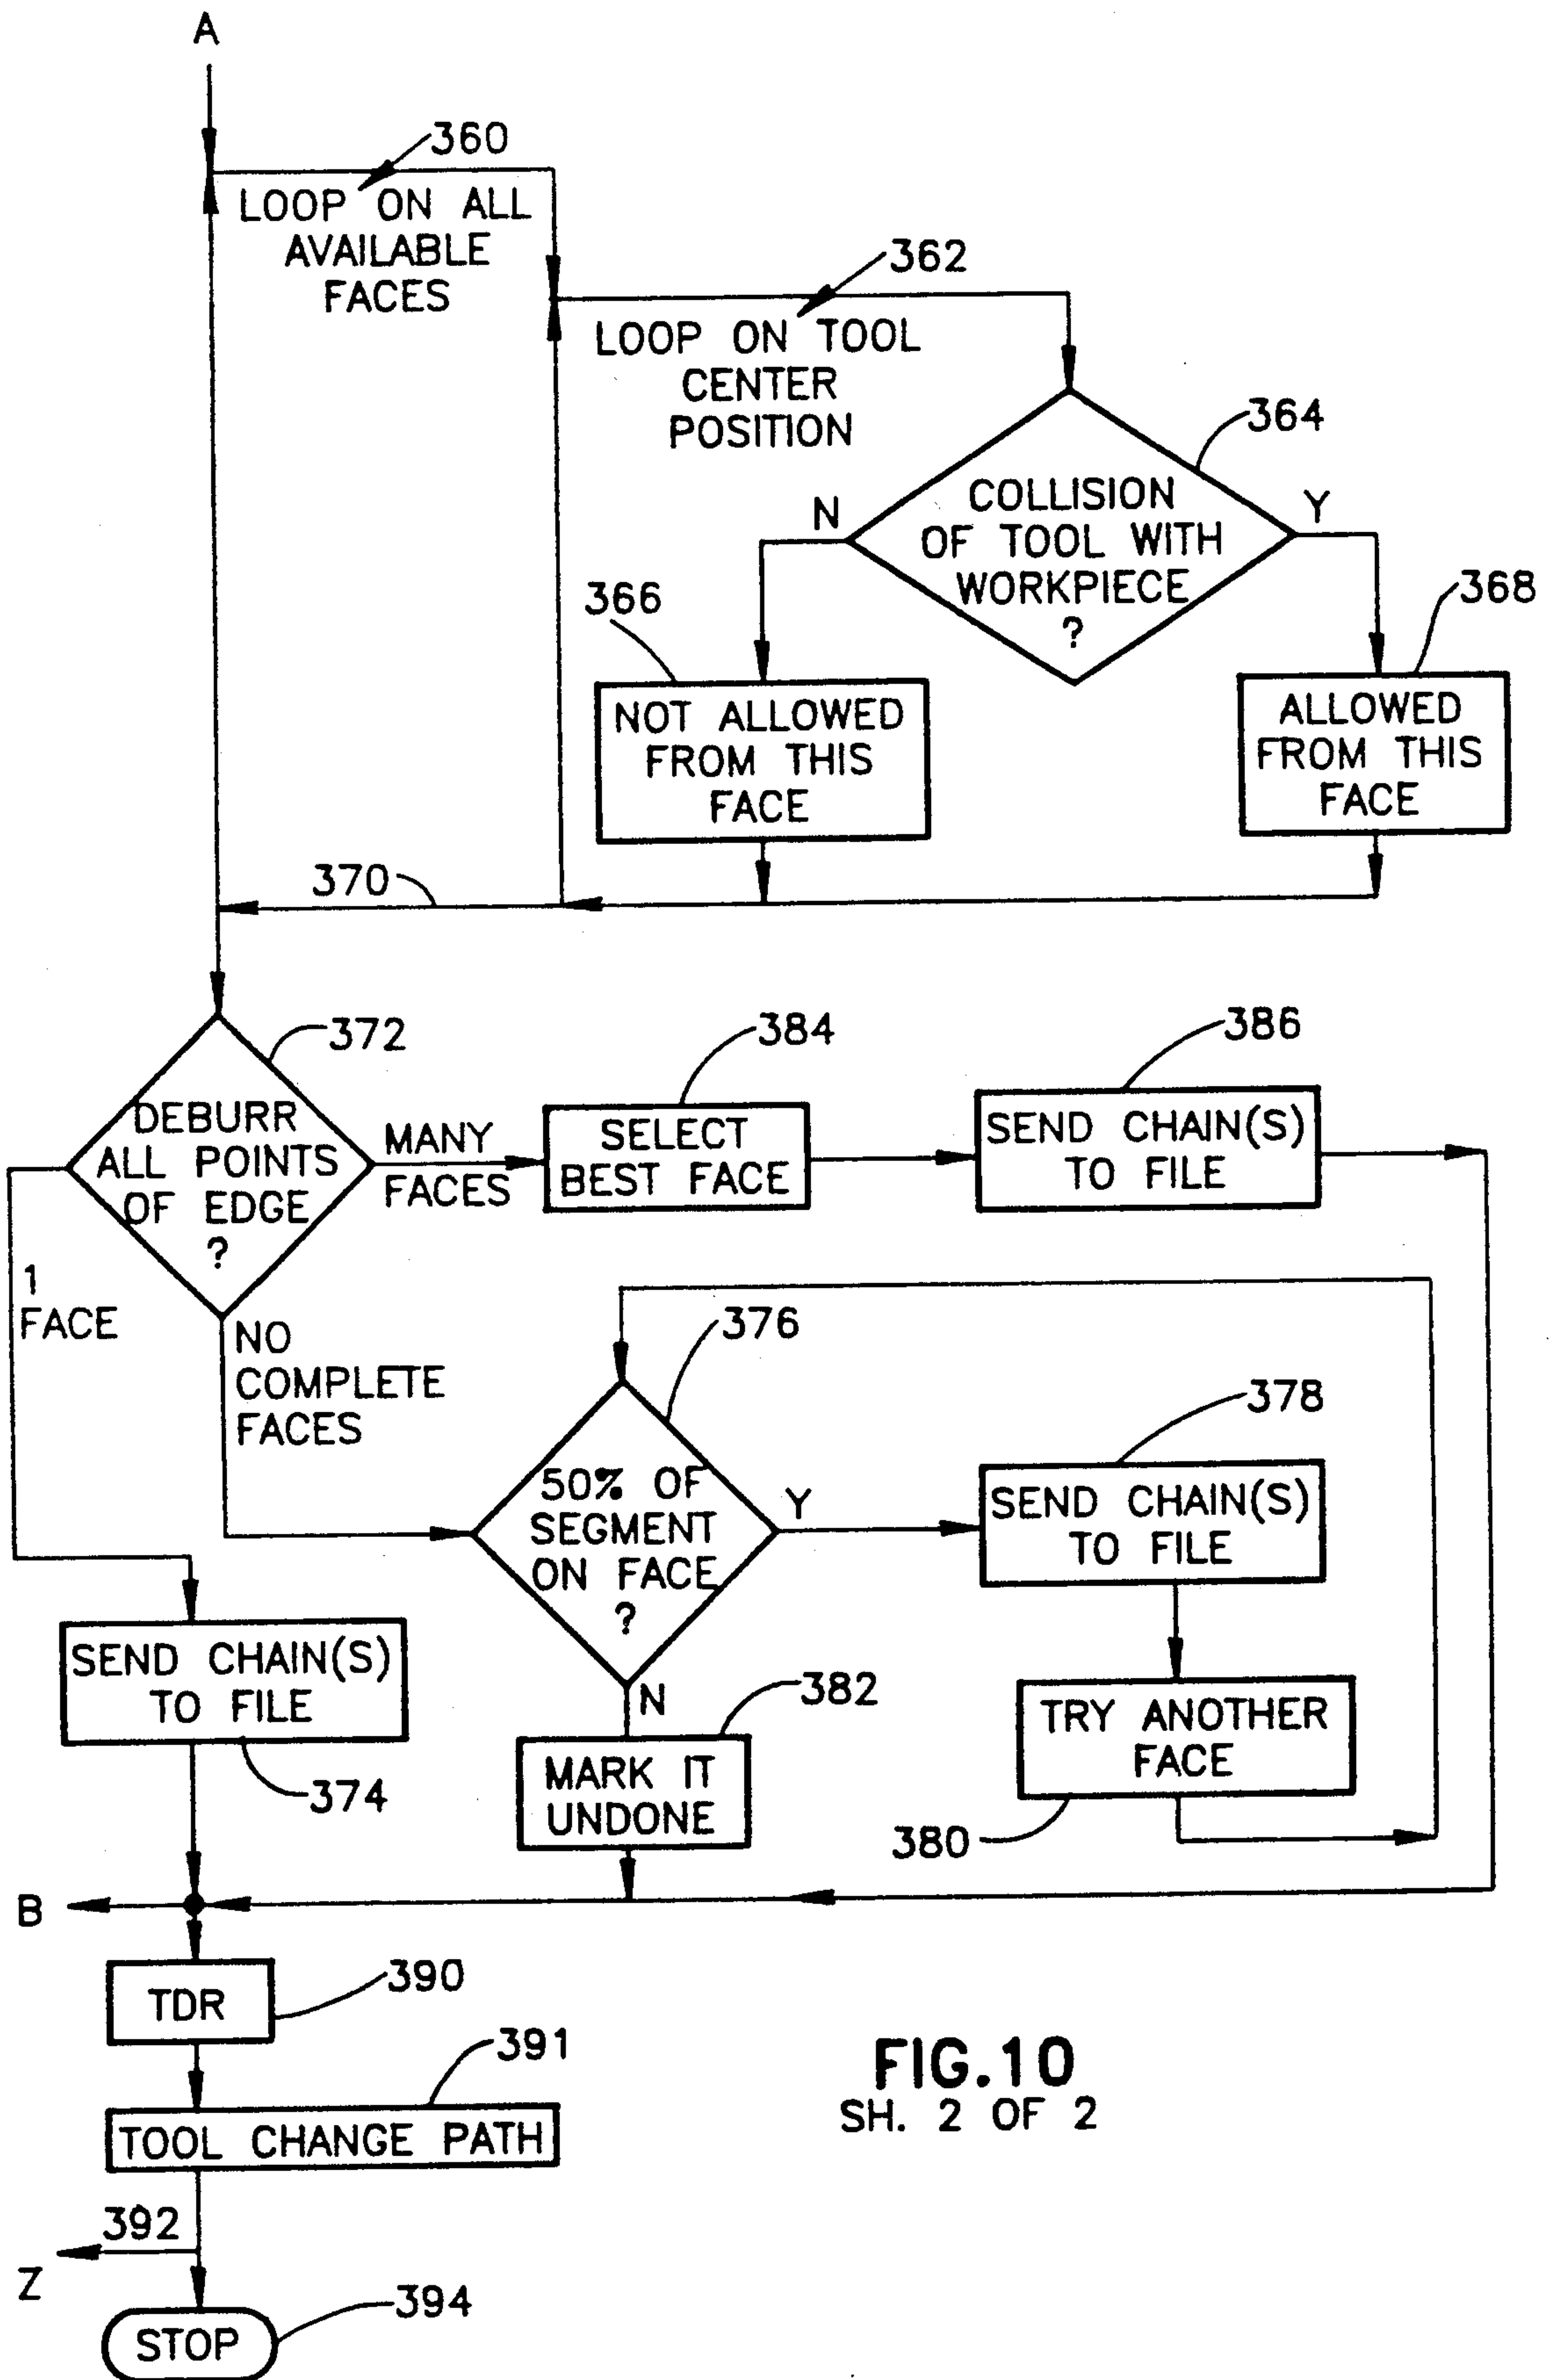 A
360
LOOP ON ALL
AVAILABLE
FACES
362
LOOP ON TOOL
CENTER
POSITION
364
COLLISION
OF TOOL WITH
WORKPIECE
?
N
Y
366
368
NOT ALLOWED
FROM THIS
FACE
ALLOWED
FROM THIS
FACE
370
372
DEBURR
ALL POINTS
OF EDGE
?
MANY
FACES
384
SELECT
BEST FACE
386
SEND CHAIN(S)
TO FILE
1
FACE
NO
COMPLETE
FACES
376
50% OF
SEGMENT
ON FACE
?
Y
378
SEND CHAIN(S)
TO FILE
SEND CHAIN(S)
TO FILE
374
N
382
MARK IT
UNDONE
TRY ANOTHER
FACE
380
B
TDR
390
391
TOOL CHANGE PATH
392
Z
STOP
394
FIG.10
SH. 2 OF 2